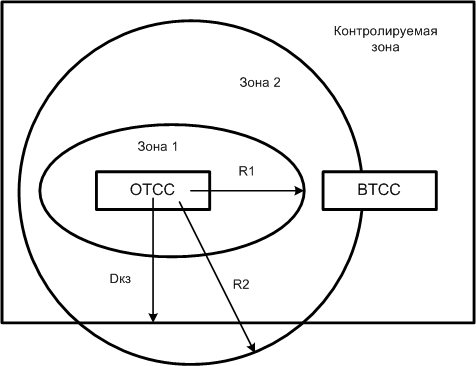 Контролируемая
зона
Зона 2
Зона 1
R1
ОТСС
ВТСС
Dкз
R2